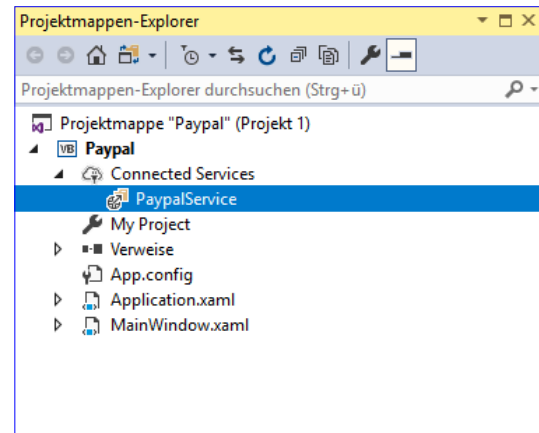 Projektmappen-Explorer
Projektmappen-Explorer durchsuchen (Strg+ü)
Projektmappe "Paypal" (Projekt 1)
VB Paypal
Connected Services
PaypalService
My Project
Verweise
App.config
Application.xaml
MainWindow.xaml